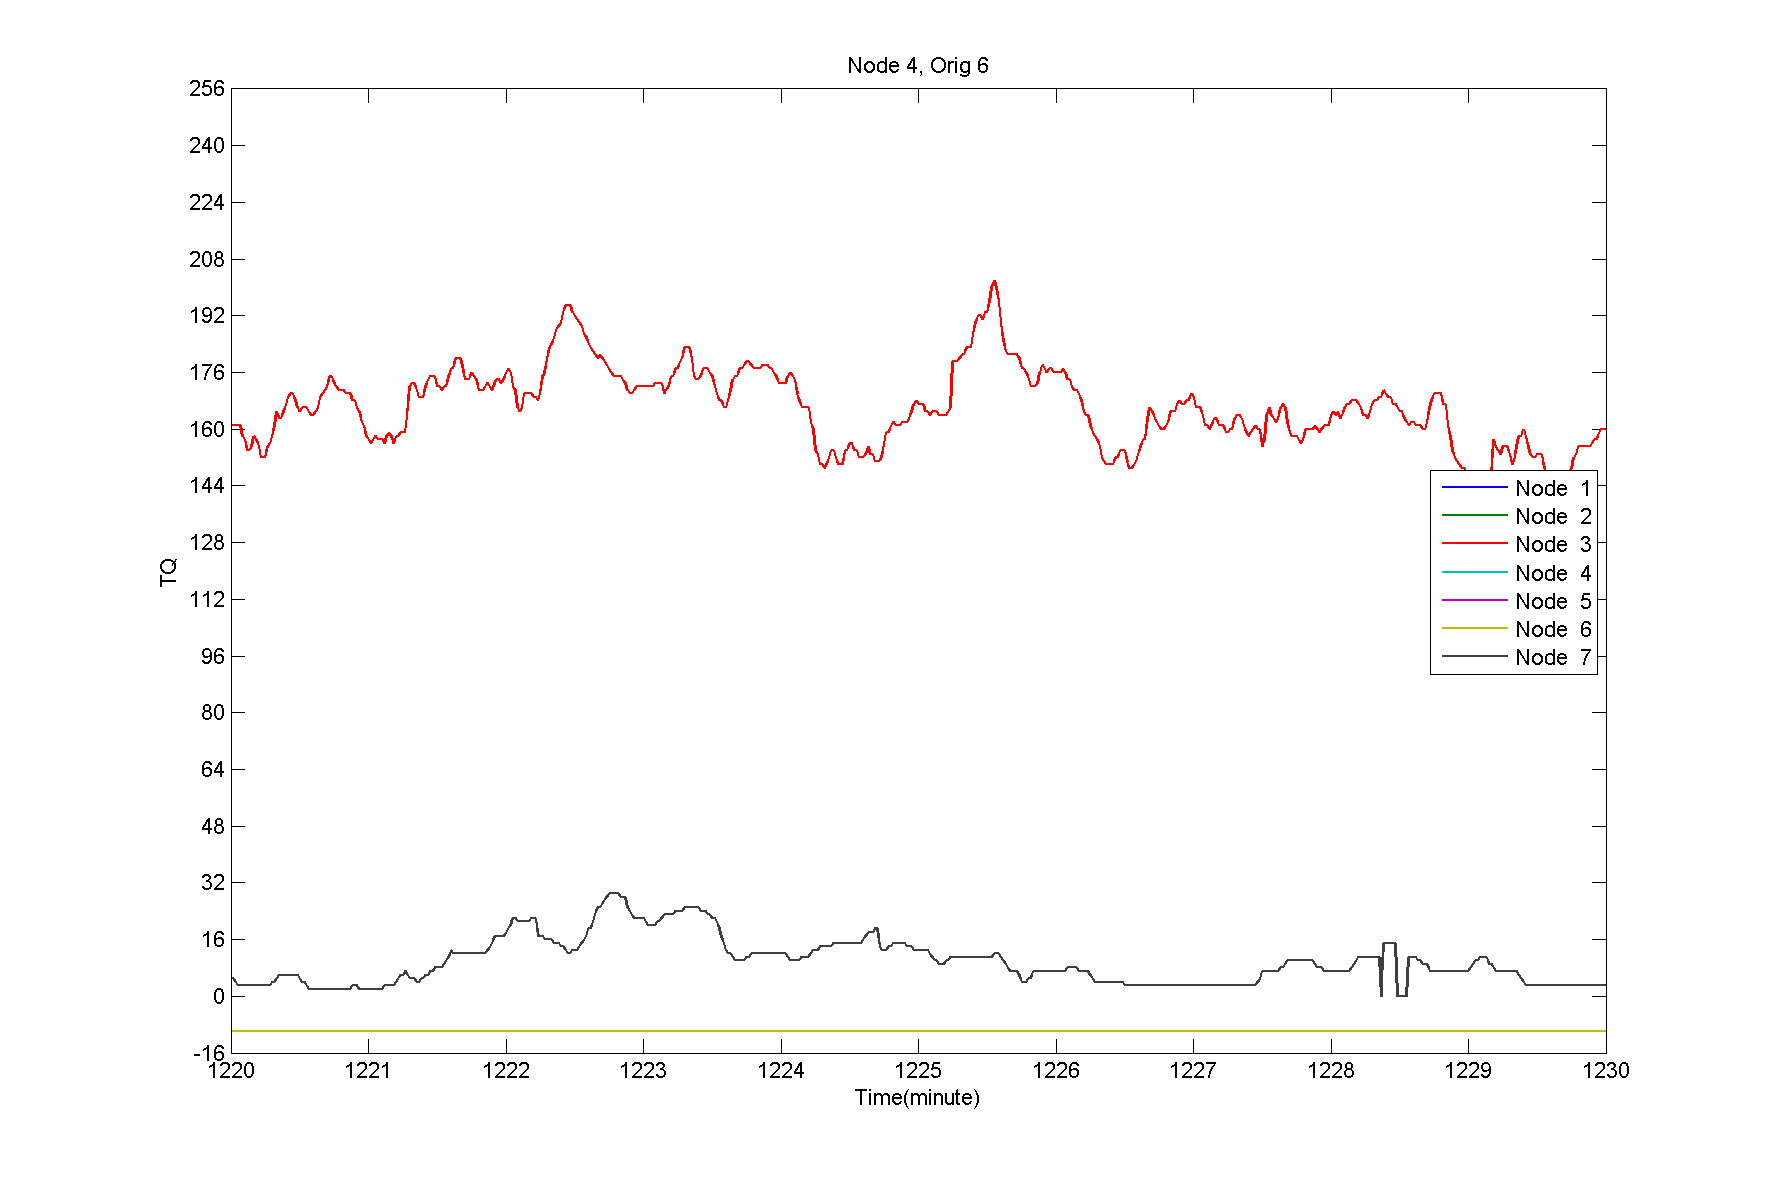 Node 4, Orig 6
256
240
224
208
192
176
160
144
128
112
96
80
64
48
32
16
0
-16
TQ
Node 1
Node 2
Node 3
Node 4
Node 5
Node 6
Node 7
1220 1221 1222 1223 1224 1225 1226 1227 1228 1229 1230
Time(minute)